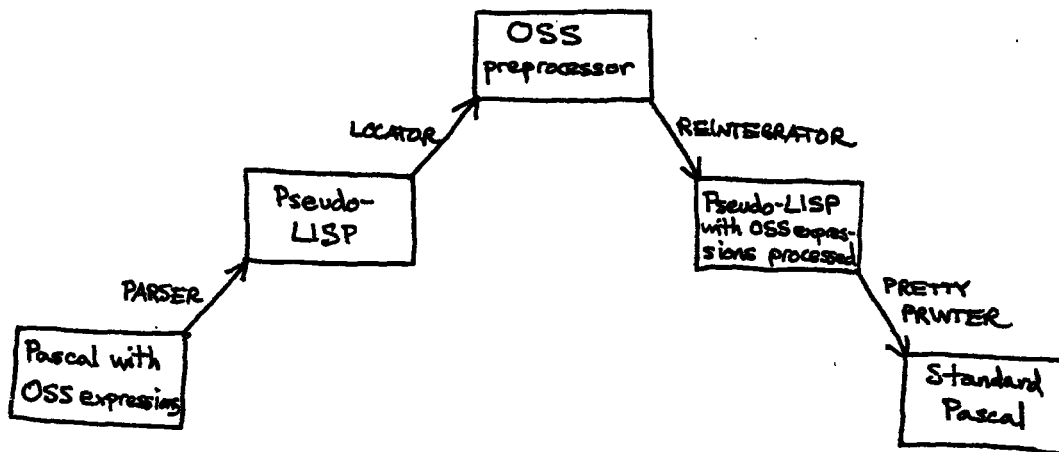 OSS
preprocessor
LOCATOR
REINTEGRATOR
Pseudo-
LISP
Pseudo-LISP
with OSS expres-
sions processed
PARSER
PRETTY
PRINTER
Pascal with
OSS expressions
Standard
Pascal